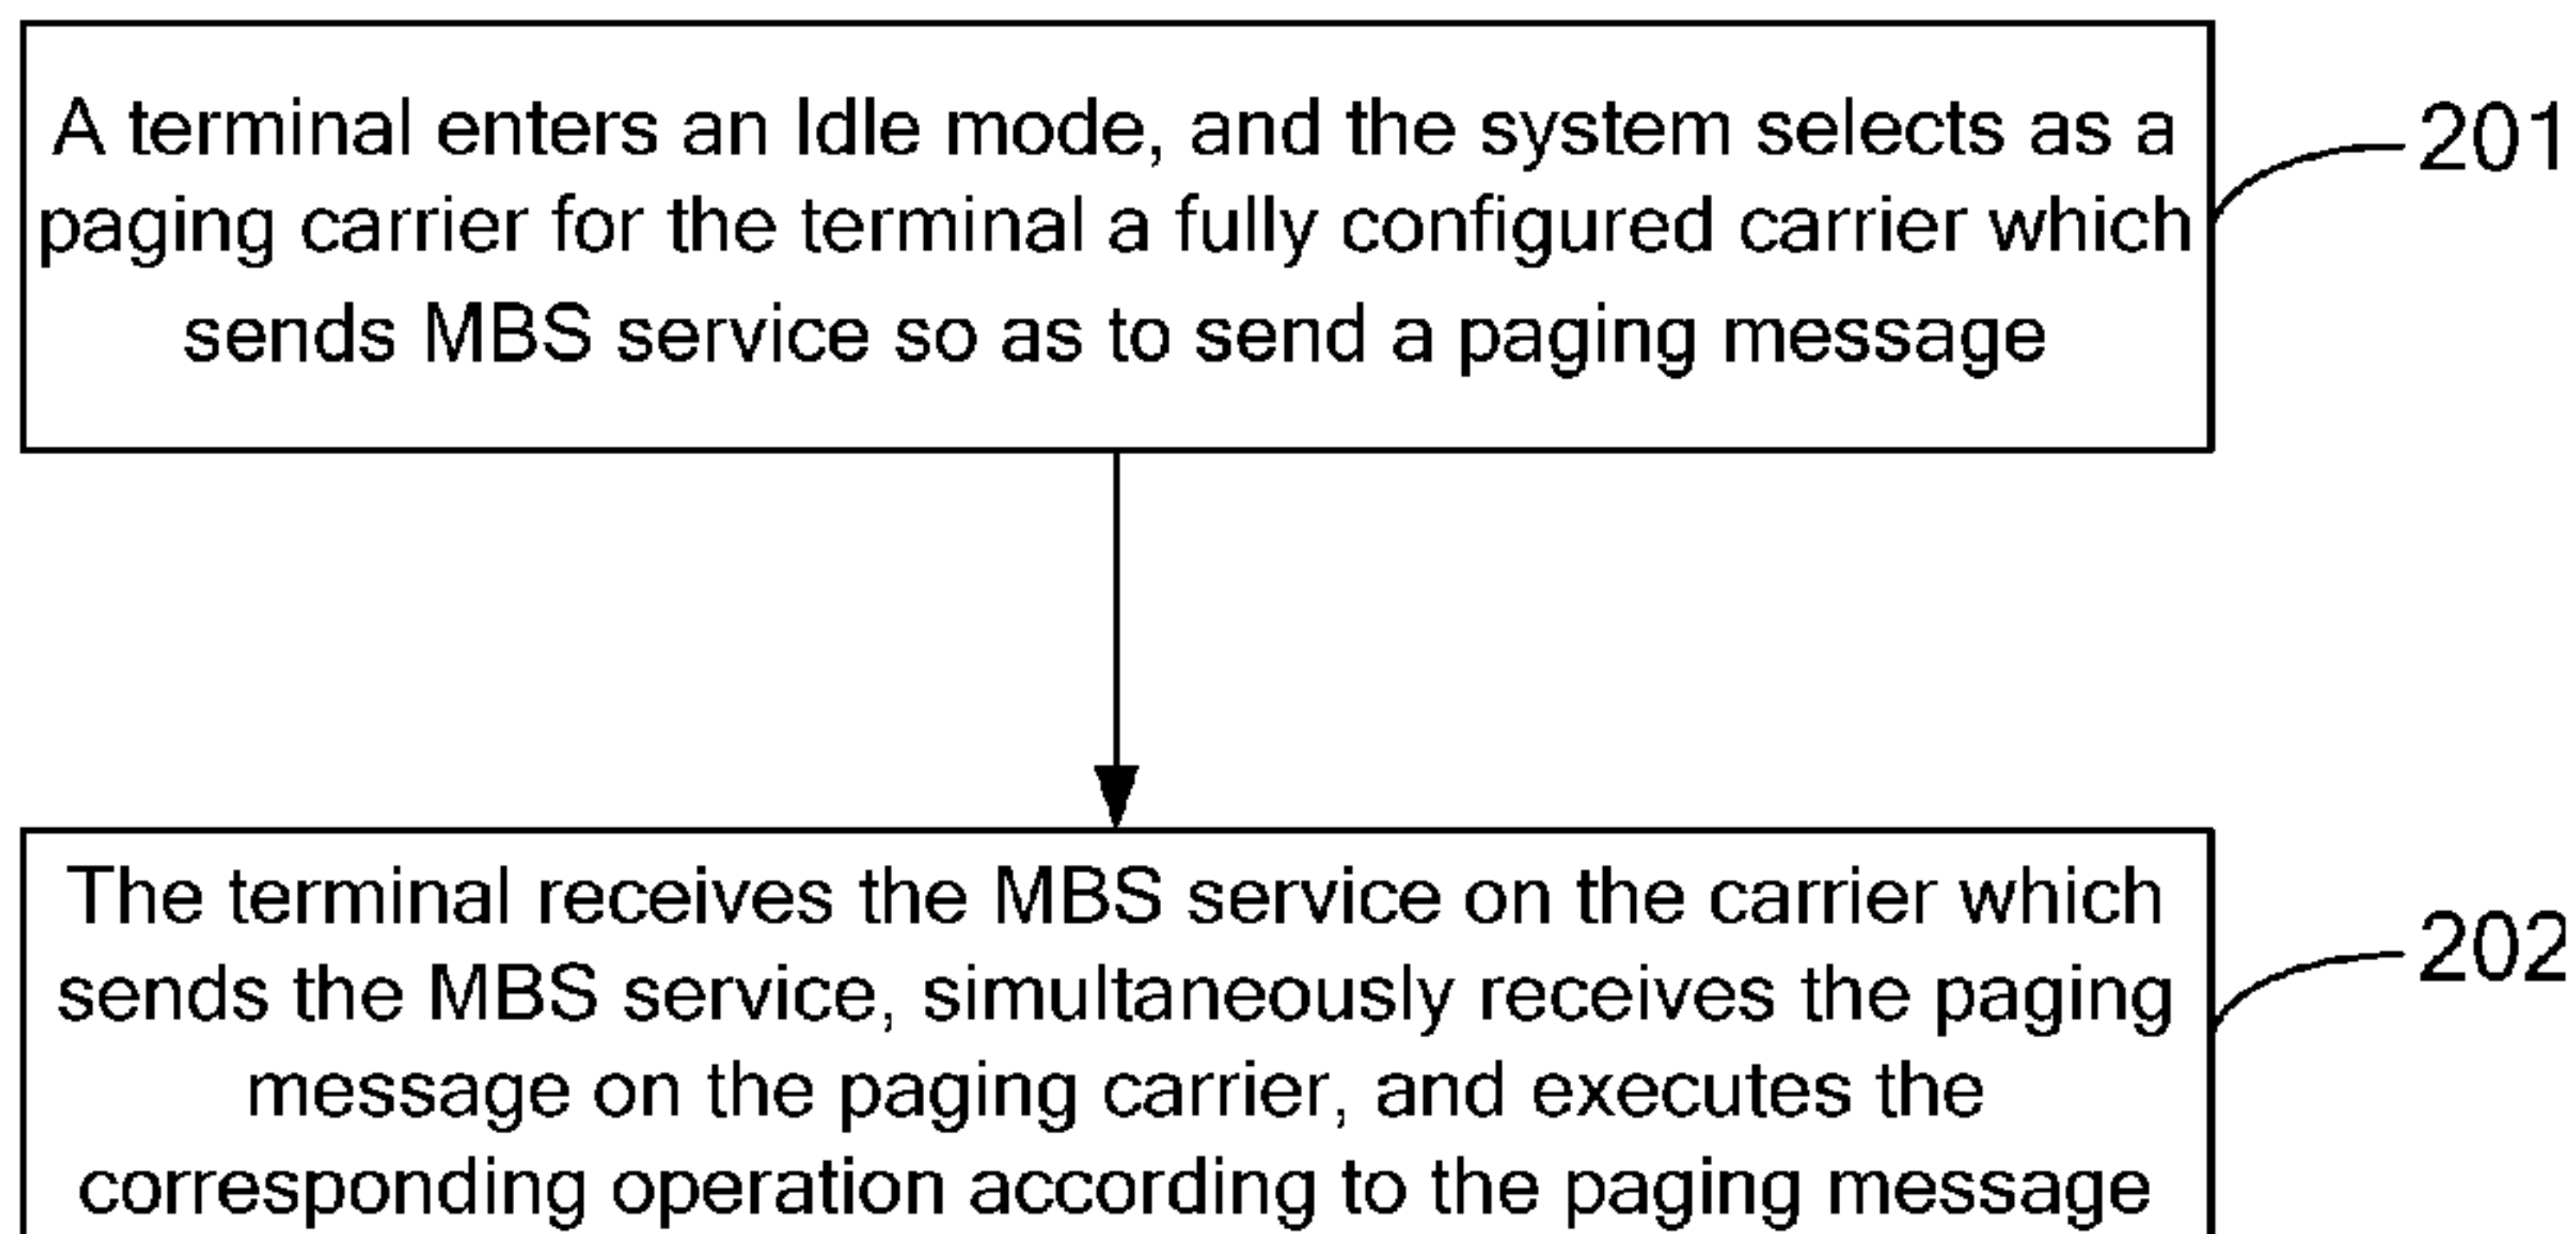 A terminal enters an Idle mode, and the system selects as a
paging carrier for the terminal a fully configured carrier which
sends MBS service so as to send a paging message
201
The terminal receives the MBS service on the carrier which
sends the MBS service, simultaneously receives the paging
message on the paging carrier, and executes the
corresponding operation according to the paging message
202